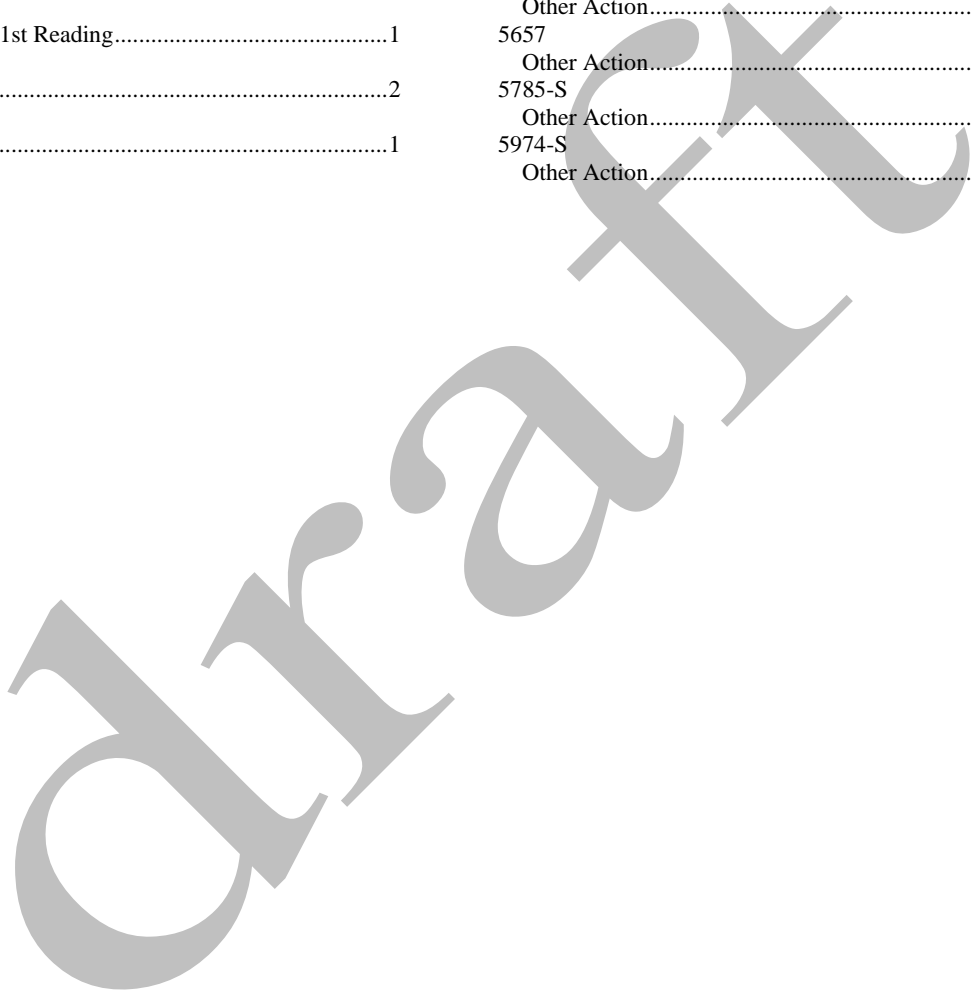 1st Reading.............................................1
................................................................2
................................................................1
Other Action.....................................................
5657
Other Action.....................................................
5785-S
Other Action.....................................................
5974-S
Other Action.....................................................
draft